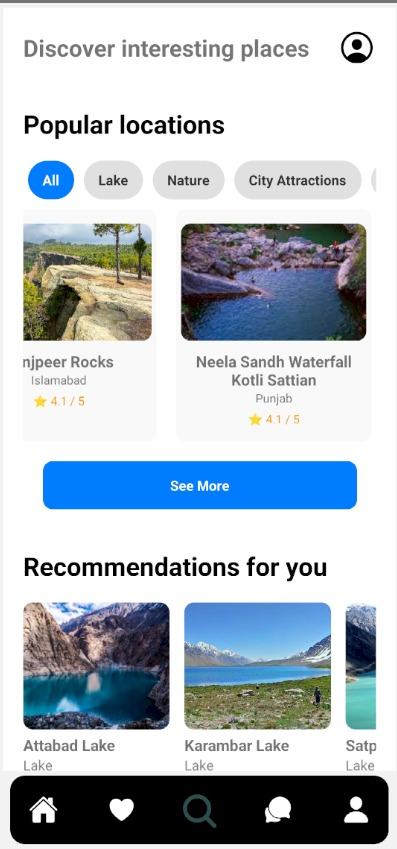 Discover interesting places
Popular locations
All Lake Nature City Attractions
njpeer Rocks
Islamabad
⭐ 4.1 / 5
Neela Sandh Waterfall
Kotli Sattian
Punjab
⭐ 4.1 / 5
See More
Recommendations for you
Attabad Lake
Lake
Karambar Lake
Lake
Satp
Lake